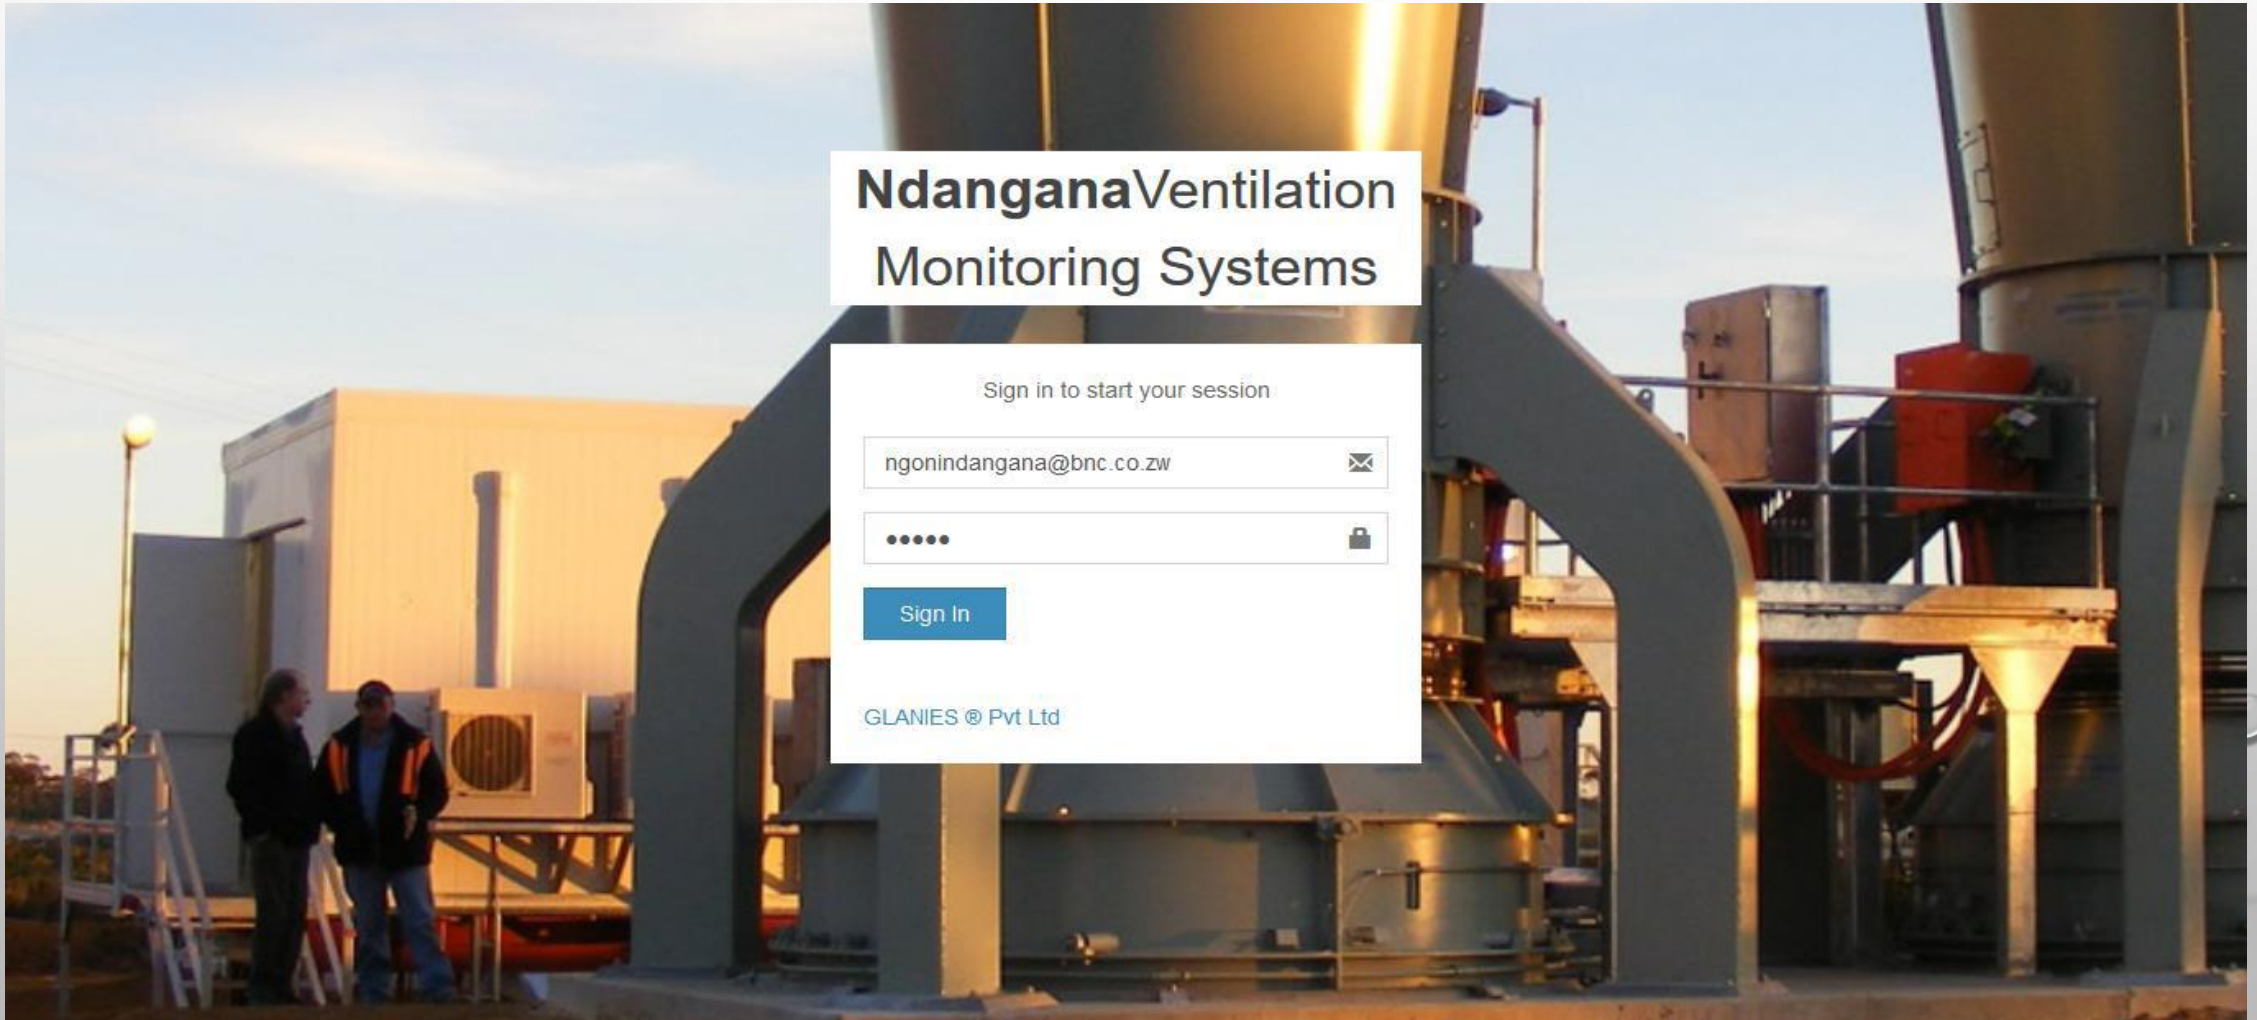 NdanganaVentilation
Monitoring Systems
Sign in to start your session
ngonindangana@bnc.co.zw
•••••
Sign In
GLANIES ® Pvt Ltd